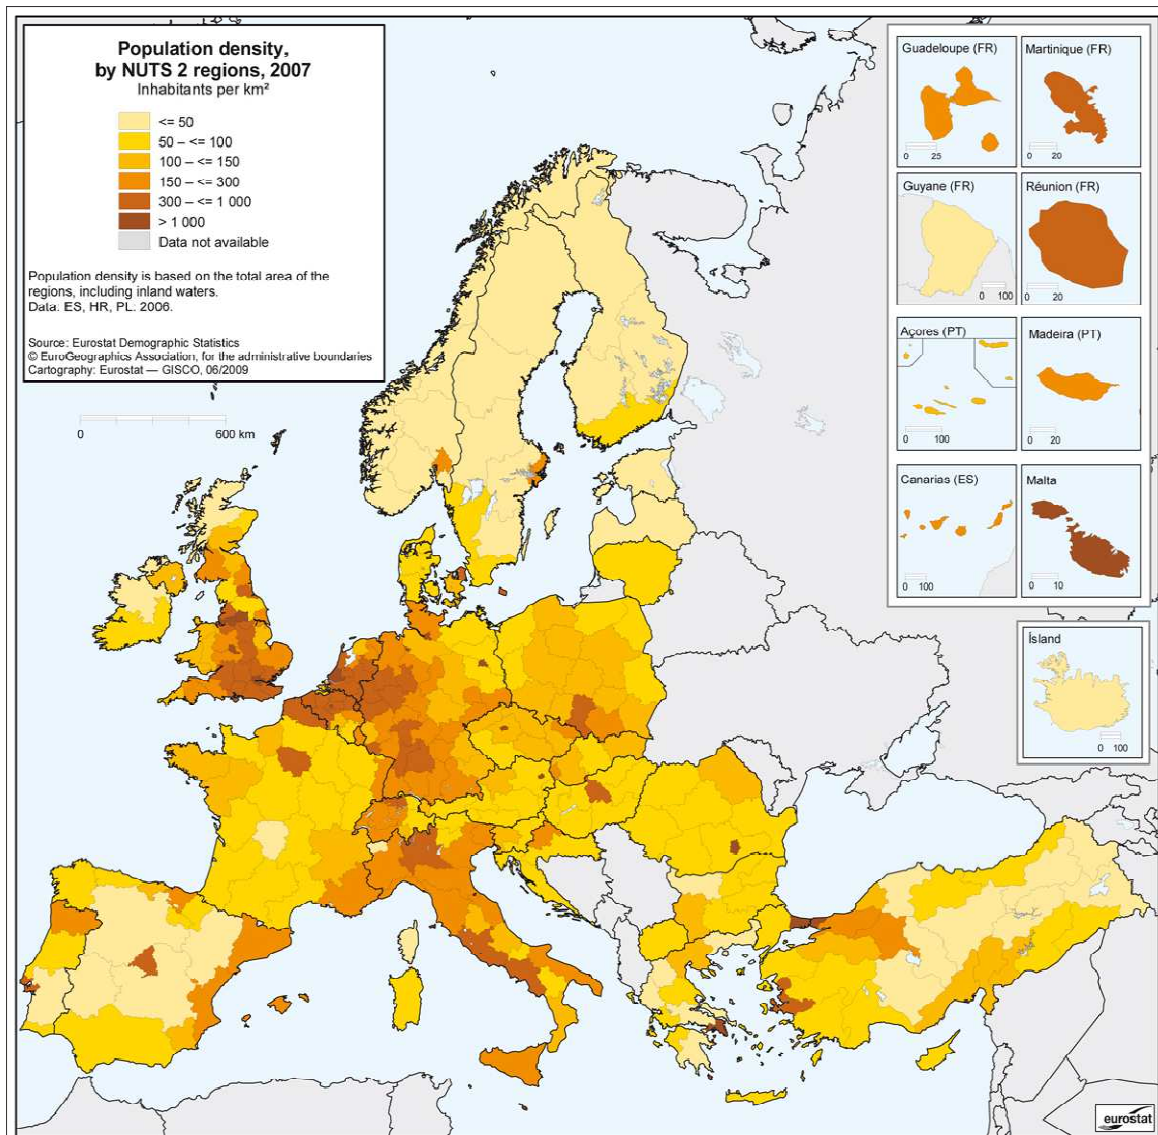 Population density,
by NUTS 2 regions, 2007
Inhabitants per km²
<= 50
50 – <= 100
100 – <= 150
150 – <= 300
300 – <= 1 000
> 1 000
Data not available
Population density is based on the total area of the
regions, including inland waters.
Data: ES, HR, PL: 2006.
Source: Eurostat Demographic Statistics
© EuroGeographics Association, for the administrative boundaries
Cartography: Eurostat — GISCO, 06/2009
0 600 km
Guadeloupe (FR)
0 25
Martinique (FR)
0 20
Guyane (FR)
0 100
Réunion (FR)
0 20
Açores (PT)
0 100
Madeira (PT)
0 20
Canarias (ES)
0 100
Malta
0 10
Ísland
0 100
eurostat